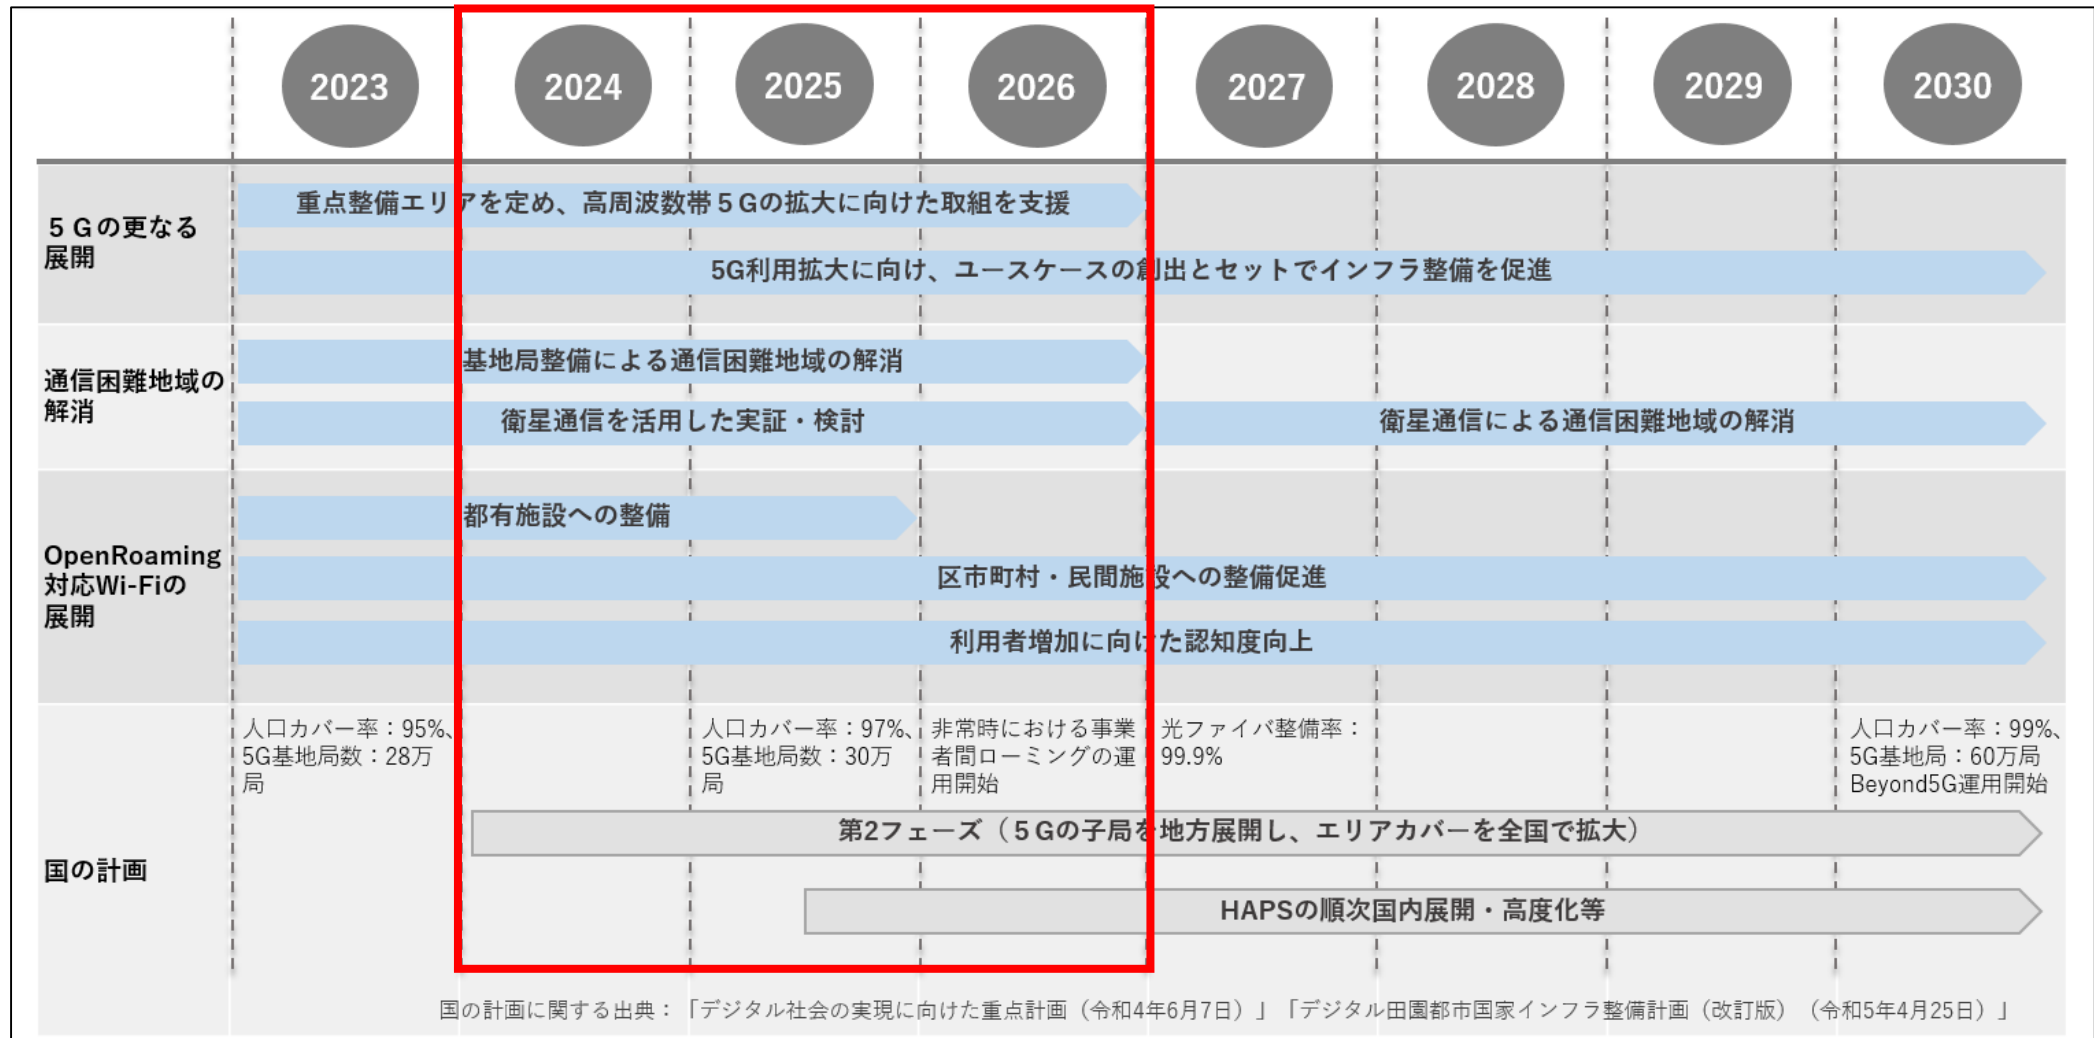 2023
2024
2025
2026
2027
2028
2029
2030
５Ｇの更なる
展開
重点整備エリアを定め、高周波数帯５Gの拡大に向けた取組を支援
5G利用拡大に向け、ユースケースの創出とセットでインフラ整備を促進
通信困難地域の
解消
基地局整備による通信困難地域の解消
衛星通信を活用した実証・検討
衛星通信による通信困難地域の解消
OpenRoaming
対応Wi-Fiの
展開
都有施設への整備
区市町村・民間施設への整備促進
利用者増加に向けた認知度向上
国の計画
人口カバー率：95%、
5G基地局数：28万
局
人口カバー率：97%、
5G基地局数：30万
局
非常時における事業
者間ローミングの運
用開始
光ファイバ整備率：
99.9%
人口カバー率：99%、
5G基地局：60万局
Beyond5G運用開始
第2フェーズ（５Gの子局を地方展開し、エリアカバーを全国で拡大）
HAPSの順次国内展開・高度化等
国の計画に関する出典：「デジタル社会の実現に向けた重点計画（令和4年6月7日）」「デジタル田園都市国家インフラ整備計画（改訂版）（令和5年4月25日）」